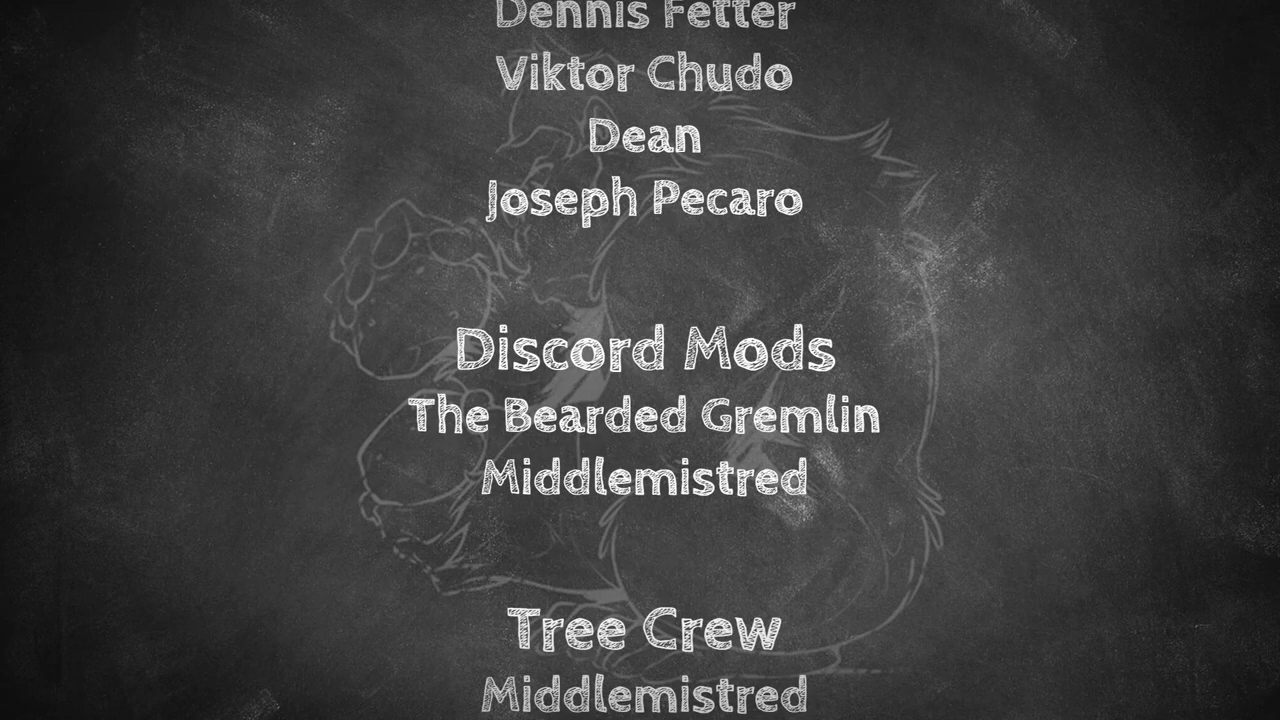 Dennis Fetter
Viktor Chudo
Dean
Joseph Pecaro
Discord Mods
The Bearded Gremlin
Middlemistred
Tree Crew
Middlemistred